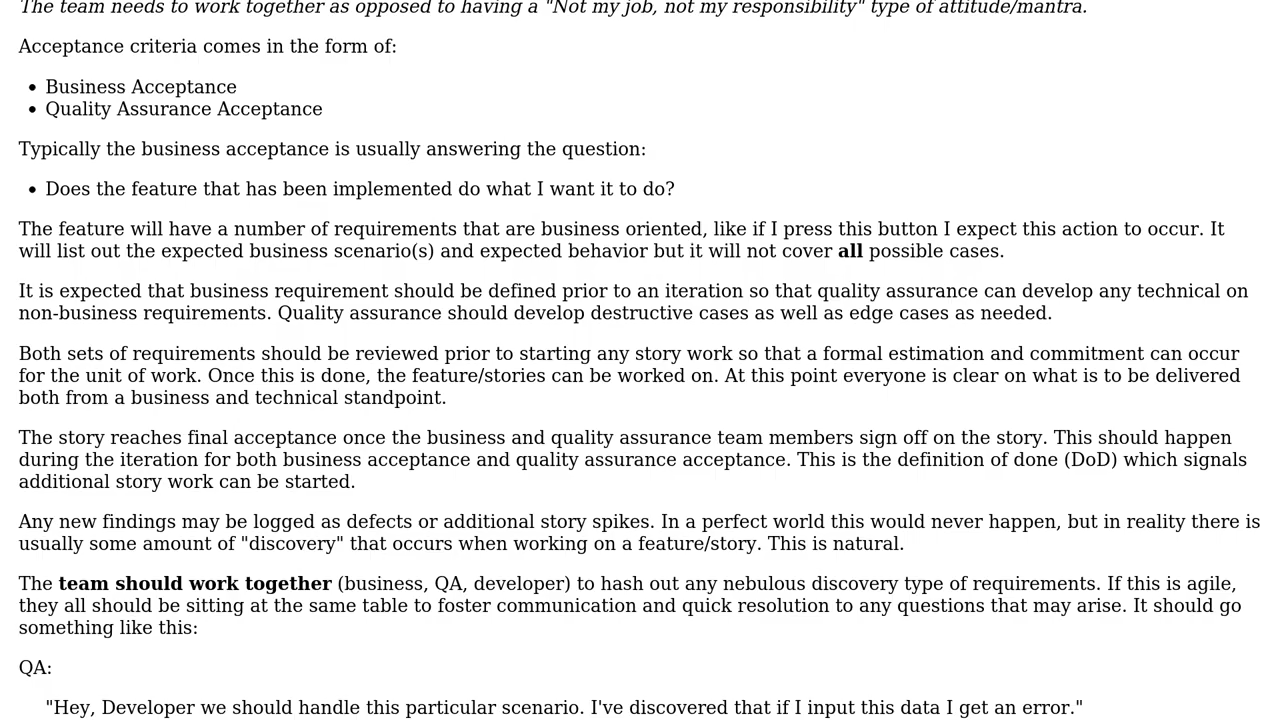 The team needs to work together as opposed to having a "Not my job, not my responsibility" type of attitude/mantra.
Acceptance criteria comes in the form of:
• Business Acceptance
• Quality Assurance Acceptance
Typically the business acceptance is usually answering the question:
• Does the feature that has been implemented do what I want it to do?
The feature will have a number of requirements that are business oriented, like if I press this button I expect this action to occur. It
will list out the expected business scenario(s) and expected behavior but it will not cover all possible cases.
It is expected that business requirement should be defined prior to an iteration so that quality assurance can develop any technical on
non-business requirements. Quality assurance should develop destructive cases as well as edge cases as needed.
Both sets of requirements should be reviewed prior to starting any story work so that a formal estimation and commitment can occur
for the unit of work. Once this is done, the feature/stories can be worked on. At this point everyone is clear on what is to be delivered
both from a business and technical standpoint.
The story reaches final acceptance once the business and quality assurance team members sign off on the story. This should happen
during the iteration for both business acceptance and quality assurance acceptance. This is the definition of done (DoD) which signals
additional story work can be started.
Any new findings may be logged as defects or additional story spikes. In a perfect world this would never happen, but in reality there is
usually some amount of "discovery" that occurs when working on a feature/story. This is natural.
The team should work together (business, QA, developer) to hash out any nebulous discovery type of requirements. If this is agile,
they all should be sitting at the same table to foster communication and quick resolution to any questions that may arise. It should go
something like this:
QA:
"Hey, Developer we should handle this particular scenario. I've discovered that if I input this data I get an error."